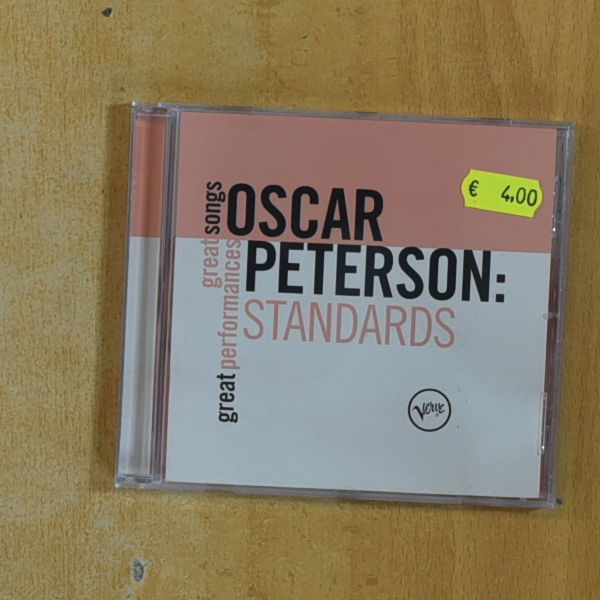 great songs
great performances
OSCAR
PETERSON:
STANDARDS
€ 4,00
Verve